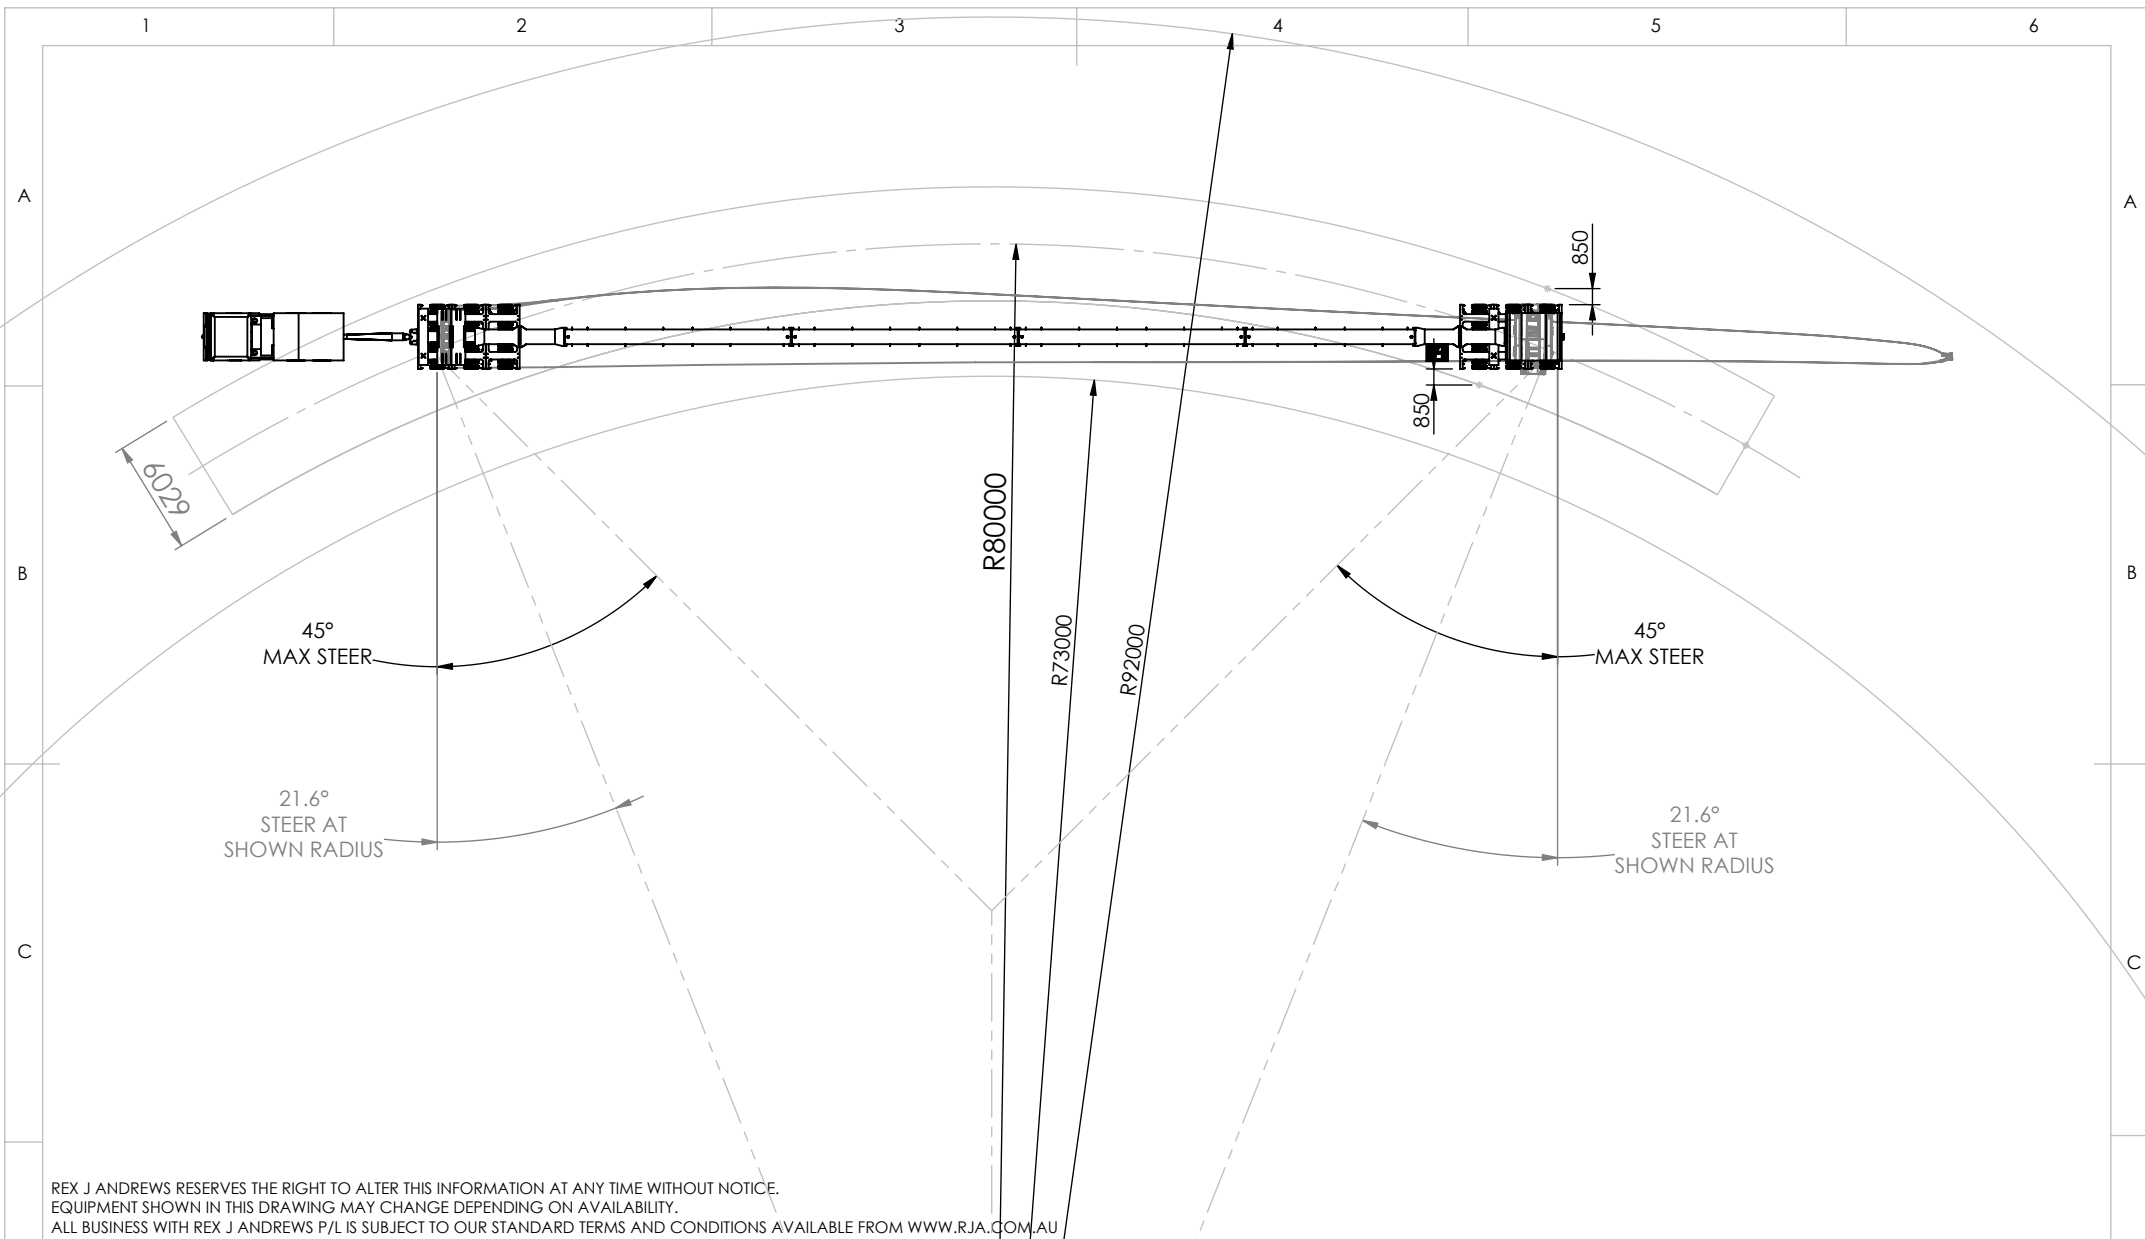 1
2
3
4
5
6
A
A
850
850
6029
R80000
B
B
R73000
R92000
45°
MAX STEER
45°
MAX STEER
21.6°
STEER AT
SHOWN RADIUS
21.6°
STEER AT
SHOWN RADIUS
C
C
REX J ANDREWS RESERVES THE RIGHT TO ALTER THIS INFORMATION AT ANY TIME WITHOUT NOTICE.
EQUIPMENT SHOWN IN THIS DRAWING MAY CHANGE DEPENDING ON AVAILABILITY.
ALL BUSINESS WITH REX J ANDREWS P/L IS SUBJECT TO OUR STANDARD TERMS AND CONDITIONS AVAILABLE FROM WWW.RJA.COM.AU